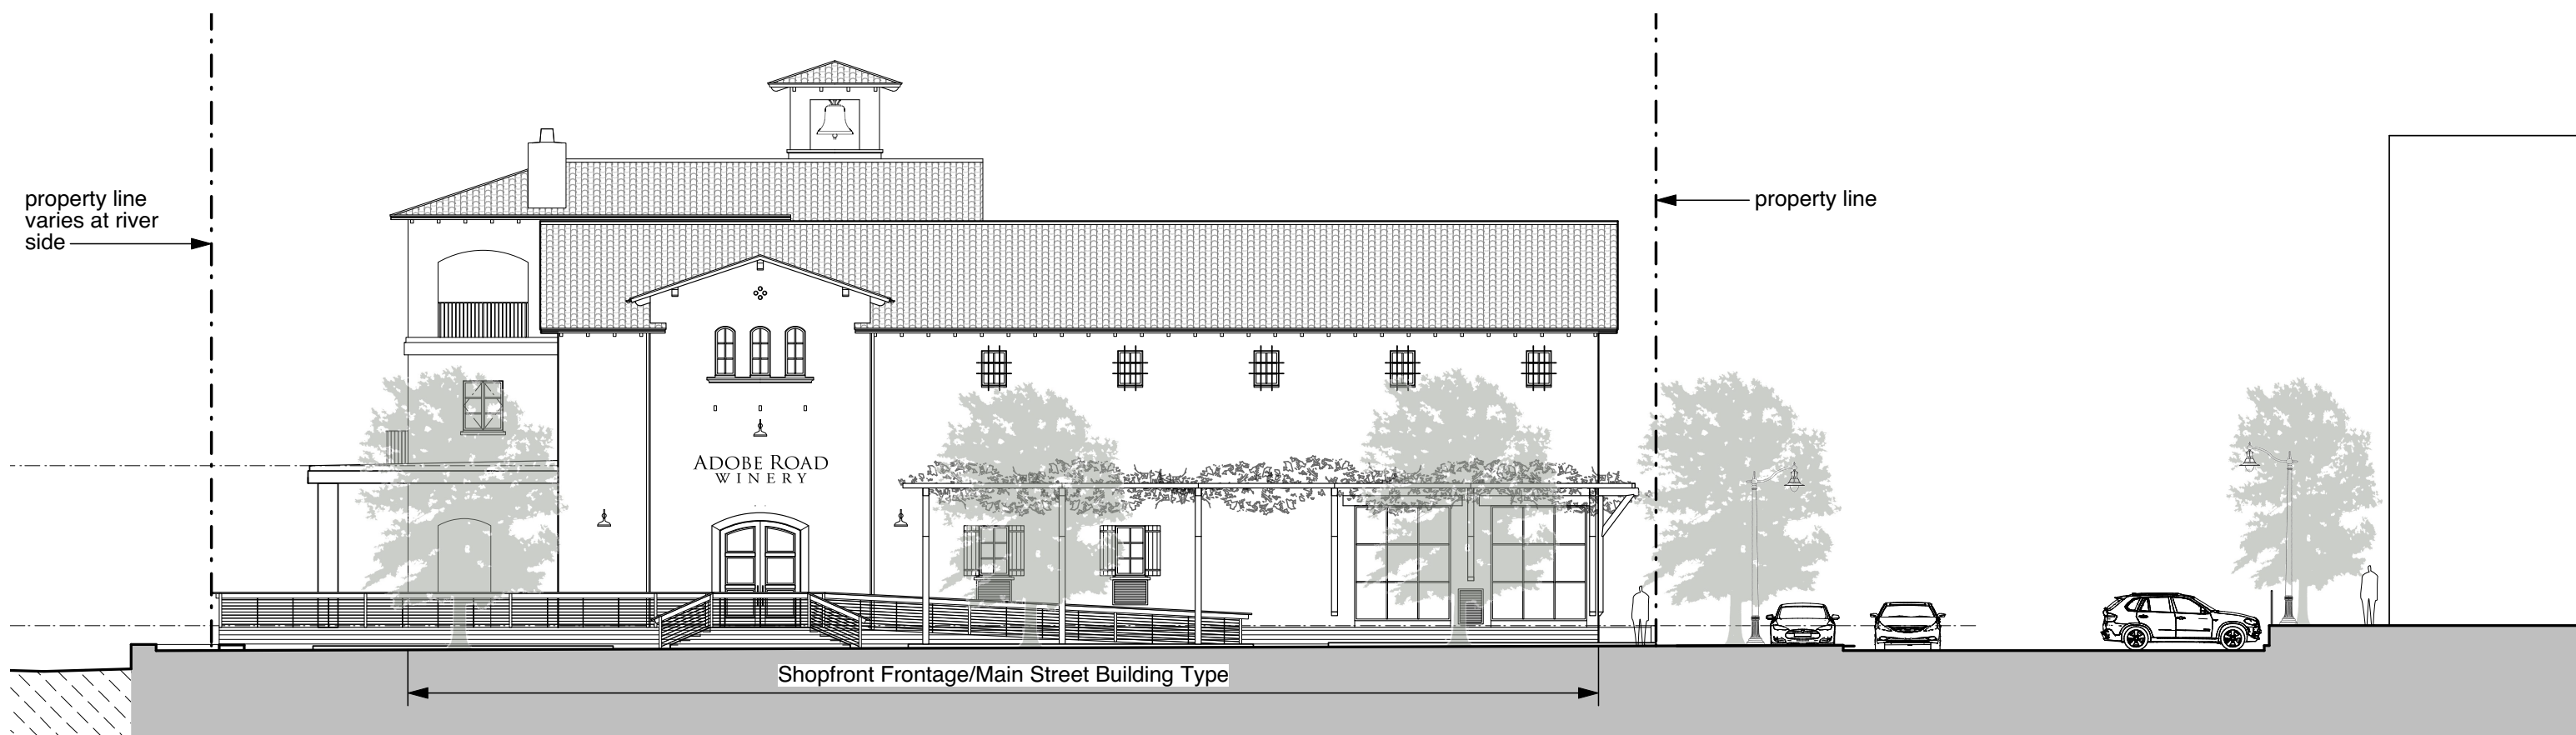 property line
varies at river
side
property line
ADOBE ROAD
WINERY
Shopfront Frontage/Main Street Building Type